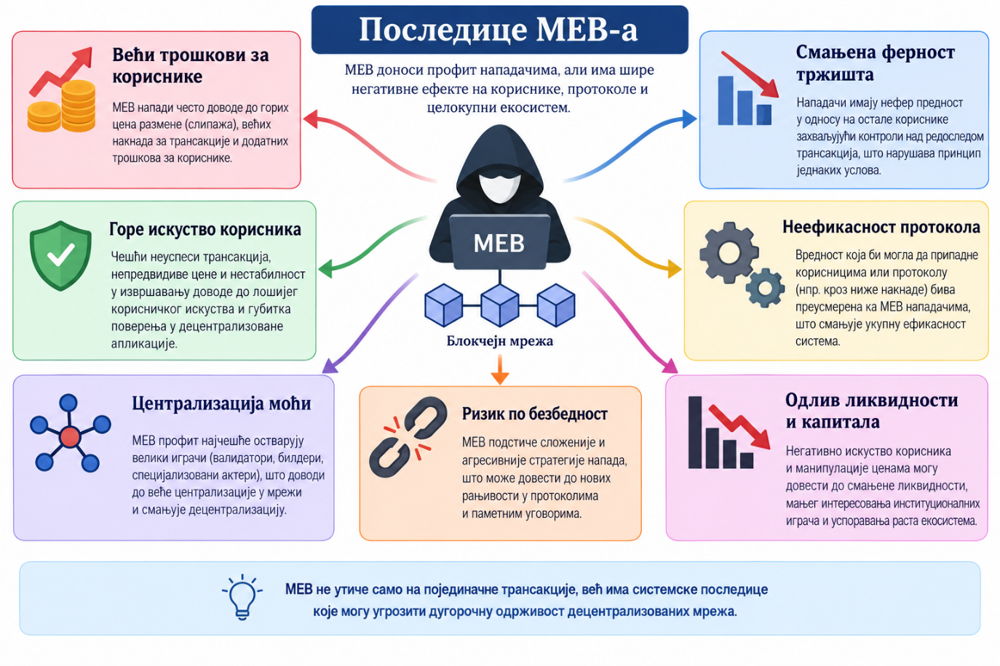 Последице МЕВ-а
МЕВ доноси профит нападачима, али има шире
негативне ефекте на кориснике, протоколе и
целокупни екосистем.
Већи трошкови за
кориснике
МЕВ напади често доводе до горих
цена размене (слипажа), већих
накнада за трансакције и додатних
трошкова за кориснике.
Смањена ферност
тржишта
Нападачи имају нефер предност
у односу на остале кориснике
захваљујући контроли над редоследом
трансакција, што нарушава принцип
једнаких услова.
Горе искуство корисника
Чешћи неуспеси трансакција,
непредвидиве цене и нестабилност
у извршавању доводе до лошијег
корисничког искуства и губитка
поверења у децентрализоване
апликације.
МЕВ
Блокчејн мрежа
Неефикасност протокола
Вредност која би могла да припадне
корисницима или протоколу
(нпр. кроз ниже накнаде) бива
преусмерена ка МЕВ нападачима,
што смањује укупну ефикасност
система.
Централизација моћи
МЕВ профит најчешће остварују
велики играчи (валидатори, билдери,
специјализовани актери), што доводи
до веће централизације у мрежи
и смањује децентрализацију.
Ризик по безбедност
МЕВ подстиче сложеније и
агресивније стратегије напада,
што може довести до нових
рањивости у протоколима
и паметним уговорима.
Одлив ликвидности
и капитала
Негативно искуство корисника
и манипулације ценама могу
довести до смањене ликвидности,
мањег интересовања институционалних
играча и успоравања раста екосистема.
МЕВ не утиче само на појединачне трансакције, већ има системске последице
које могу угрозити дугорочну одрживост децентрализованих мрежа.